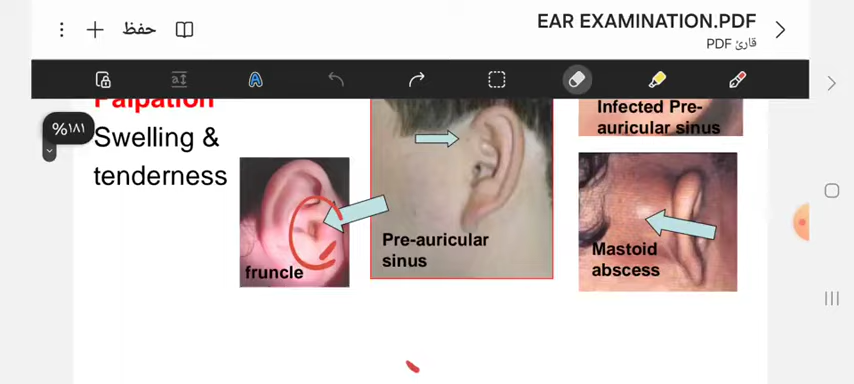 حفظ
EAR EXAMINATION.PDF
قارئ PDF
Palpation
%١٨١
Swelling &
tenderness
fruncle
Pre-auricular
sinus
Infected Pre-
auricular sinus
Mastoid
abscess